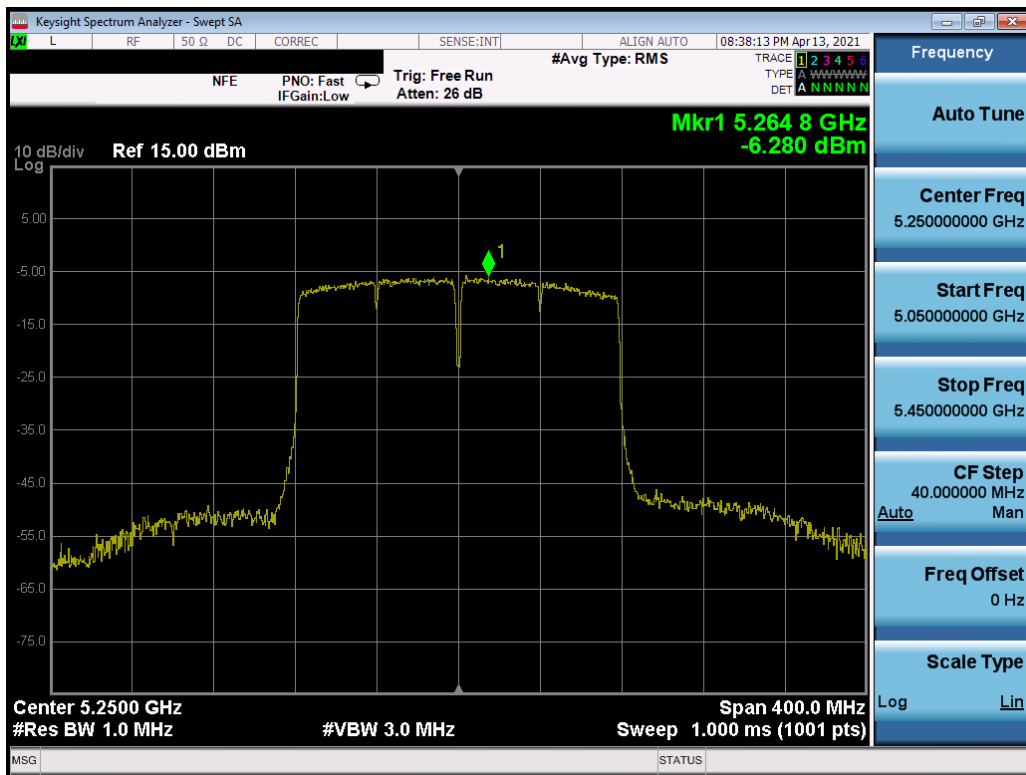 Keysight Spectrum Analyzer - Swept SA
LXI L RF 50 Ω DC CORREC SENSE:INT ALIGN AUTO 08:38:13 PM Apr 13, 2021
#Avg Type: RMS
TRACE 1 2 3 4 5 6
TYPE A WWWWW
DET A N N N N N
NFE PNO: Fast Trig: Free Run
IFGain:Low Atten: 26 dB
Mkr1 5.264 8 GHz
-6.280 dBm
10 dB/div Ref 15.00 dBm
Log
1
5.00
-5.00
-15.0
-25.0
-35.0
-45.0
-55.0
-65.0
-75.0
Center 5.2500 GHz Span 400.0 MHz
#Res BW 1.0 MHz #VBW 3.0 MHz Sweep 1.000 ms (1001 pts)
MSG STATUS
Frequency
Auto Tune
Center Freq
5.250000000 GHz
Start Freq
5.050000000 GHz
Stop Freq
5.450000000 GHz
CF Step
40.000000 MHz
Auto Man
Freq Offset
0 Hz
Scale Type
Log Lin